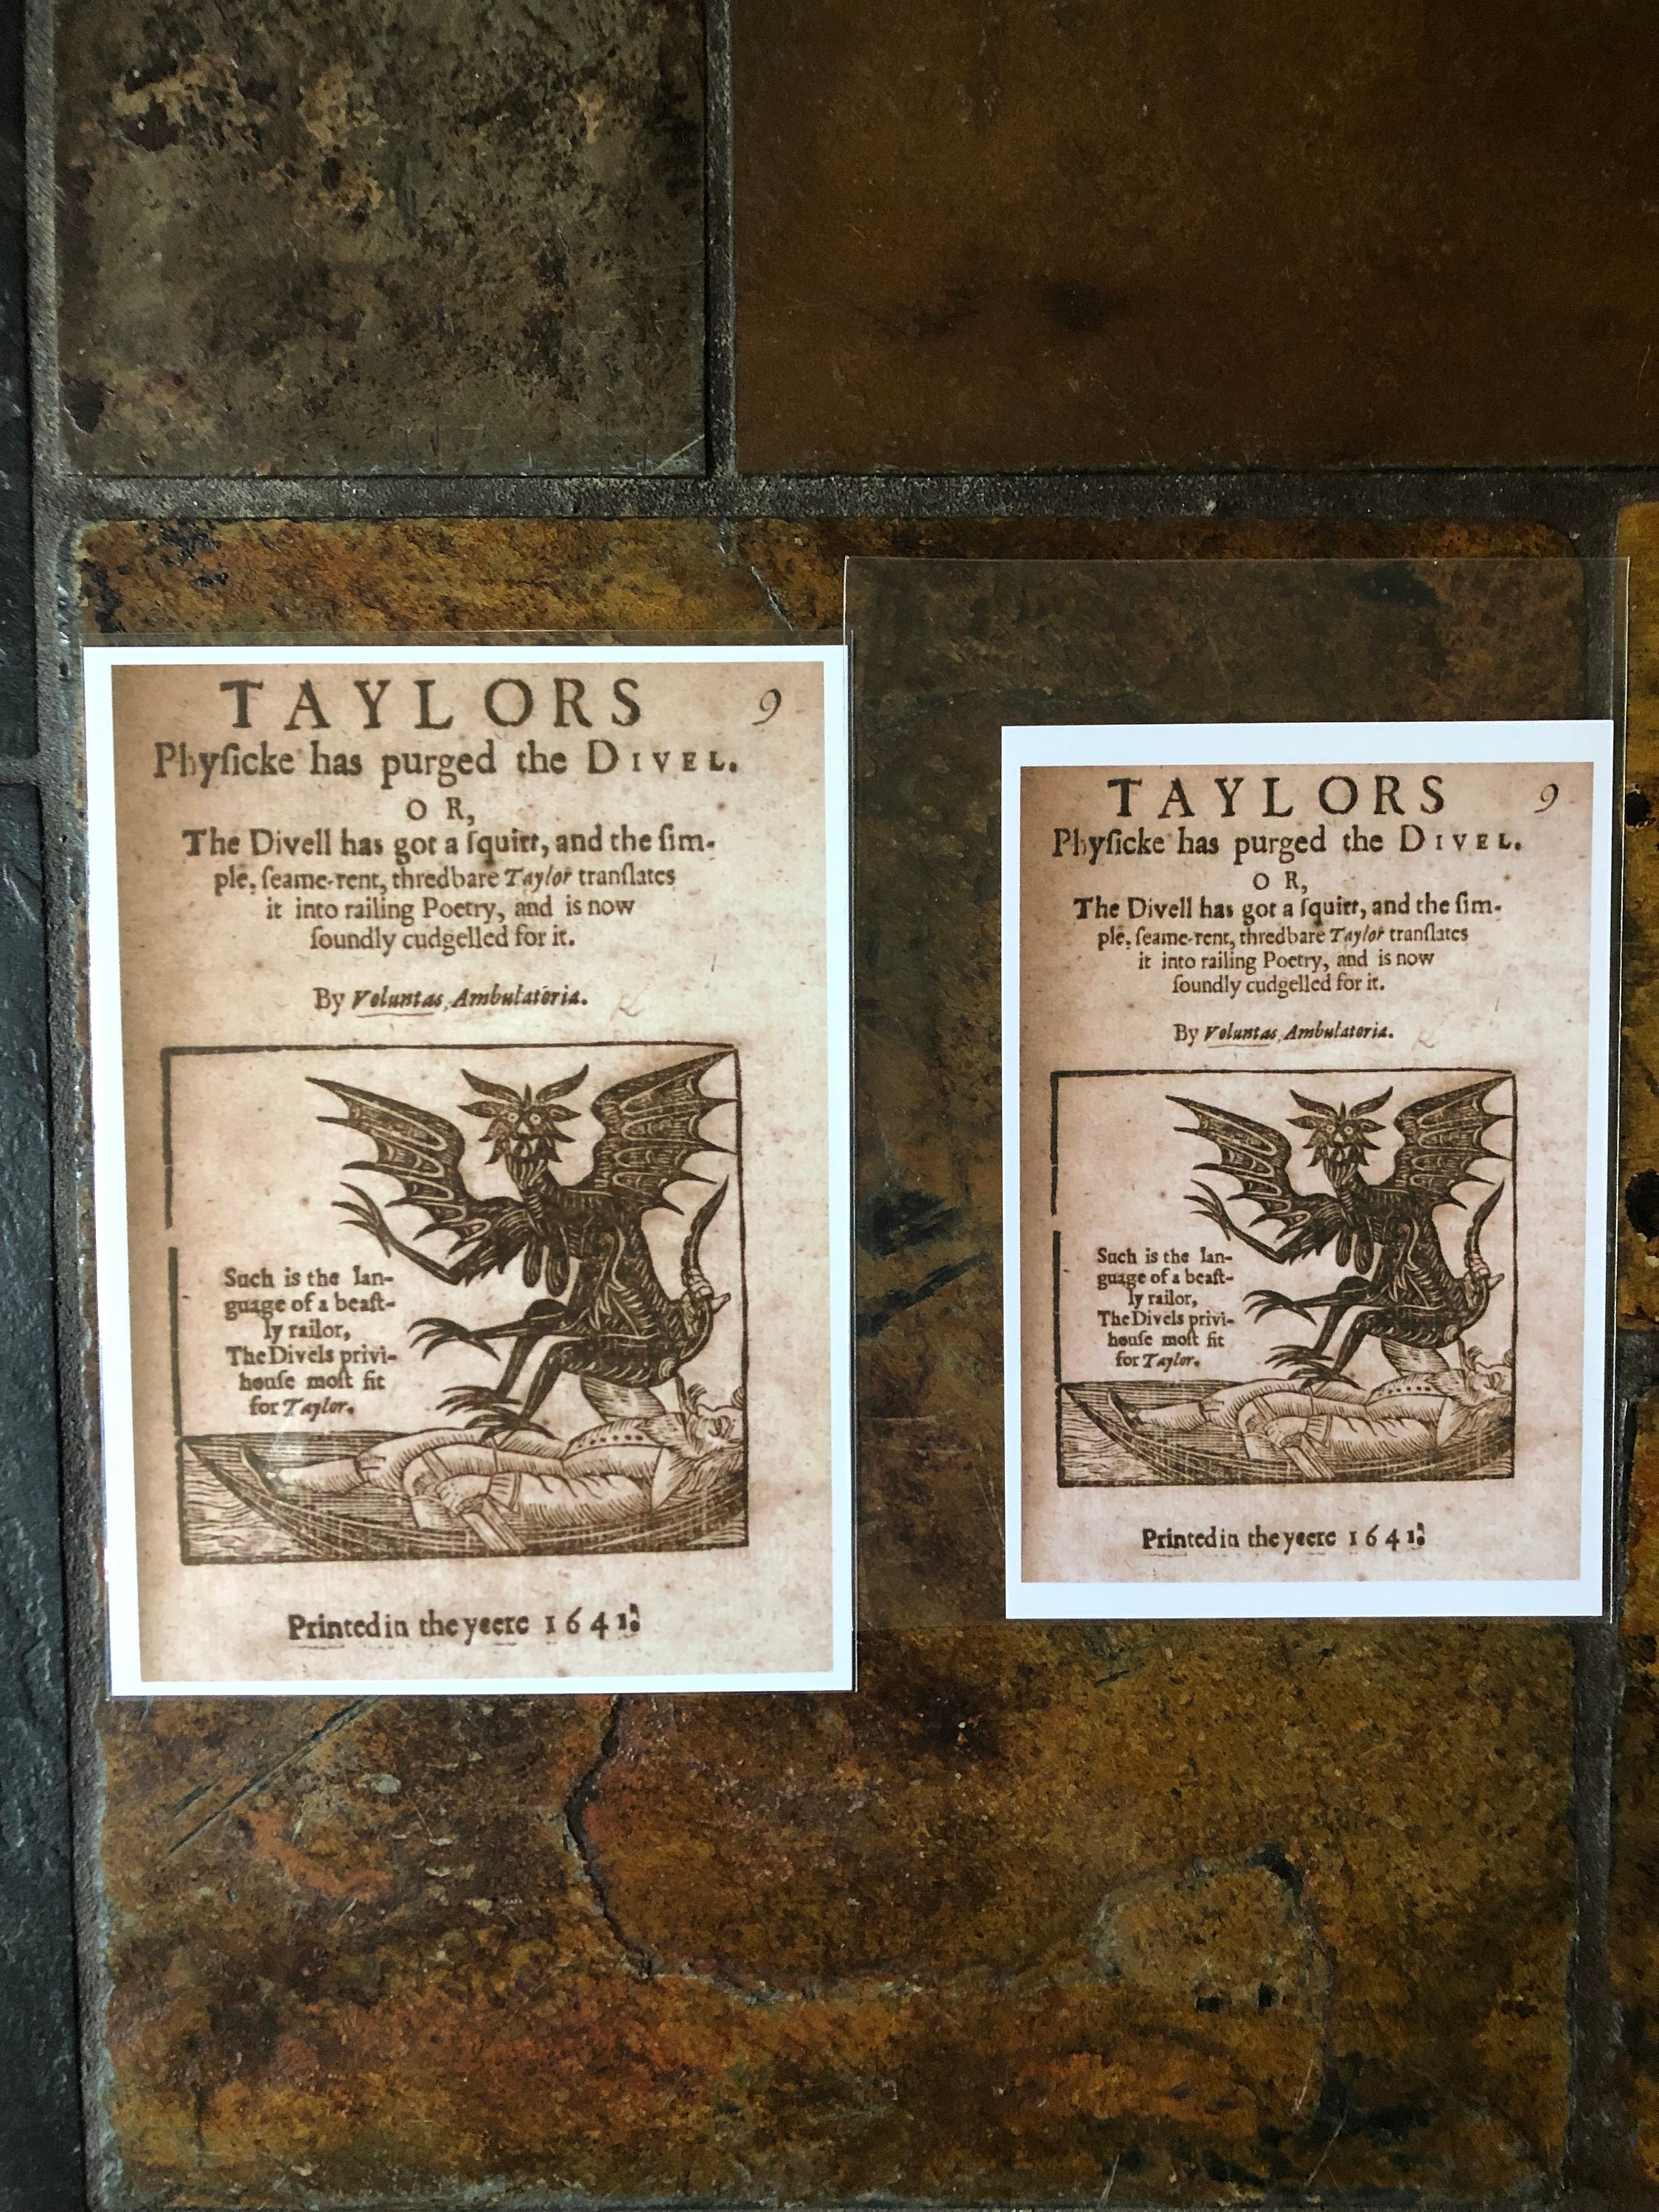 TAYLORS 9
Phyſicke has purged the DIVEL.
OR,
The Divell has got a ſquirt, and the ſim-
ple, ſeame-rent, thredbare Taylor tranſlates
it into railing Poetry, and is now
ſoundly cudgelled for it.
By Voluntas Ambulatoria.
Such is the lan-
guage of a beaſt-
ly railor,
The Divels privi-
houſe moſt fit
for Taylor.
Printed in the yeere 1641.
TAYLORS 9
Phyſicke has purged the DIVEL.
OR,
The Divell has got a ſquirt, and the ſim-
ple, ſeame-rent, thredbare Taylor tranſlates
it into railing Poetry, and is now
ſoundly cudgelled for it.
By Voluntas Ambulatoria.
Such is the lan-
guage of a beaſt-
ly railor,
The Divels privi-
houſe moſt fit
for Taylor.
Printed in the yeere 1641.